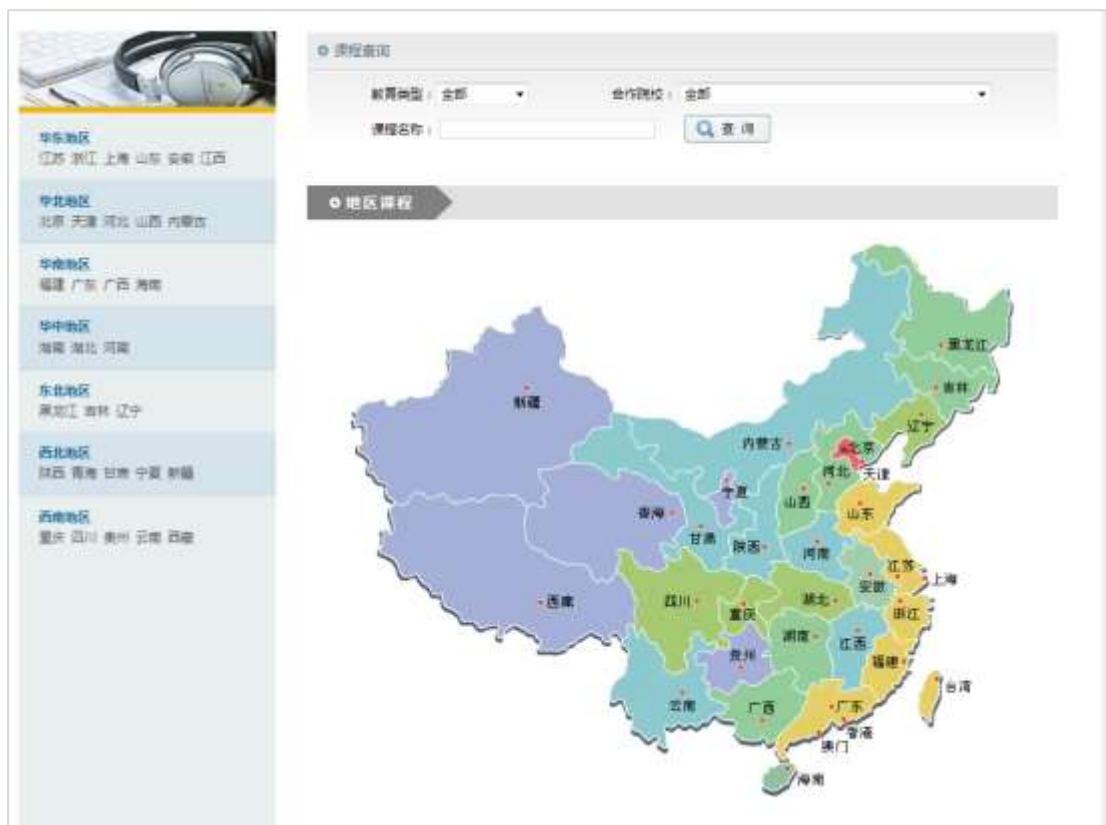 华东地区
江苏 浙江 上海 山东 安徽 江西
华北地区
北京 天津 河北 山西 内蒙古
华南地区
福建 广东 广西 海南
华中地区
湖南 湖北 河南
东北地区
黑龙江 吉林 辽宁
西北地区
陕西 青海 甘肃 宁夏 新疆
西南地区
重庆 四川 贵州 云南 西藏
课程查询
教育类型： 全部 合作院校： 全部
课程名称： 查 询
地区课程
黑龙江
吉林
辽宁
新疆
内蒙古
北京
河北
天津
宁夏
山西
山东
青海
甘肃
陕西
河南
江苏
安徽
上海
西藏
四川
重庆
湖北
浙江
湖南
江西
贵州
福建
台湾
云南
广西
广东
香港
澳门
海南